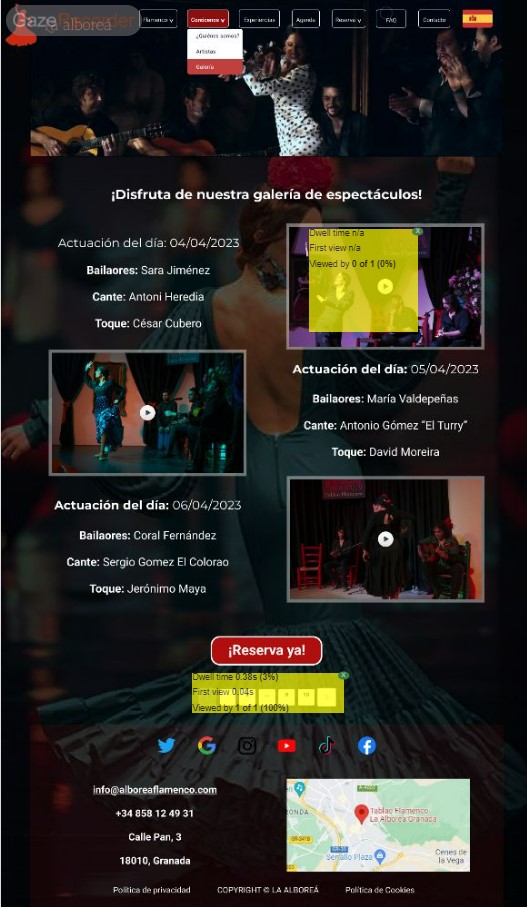 GazeRecorder
La alboreá
Flamenco
Conócenos
Experiencias
Agenda
Reserva
FAQ
Contacto
¿Quiénes somos?
Artistas
Galería
¡Disfruta de nuestra galería de espectáculos!
Actuación del día: 04/04/2023
Bailaores: Sara Jiménez
Cante: Antoni Heredia
Toque: César Cubero
Dwell time n/a
First view n/a
Viewed by 0 of 1 (0%)
X
Actuación del día: 05/04/2023
Bailaores: María Valdepeñas
Cante: Antonio Gómez “El Turry”
Toque: David Moreira
Actuación del día: 06/04/2023
Bailaores: Coral Fernández
Cante: Sergio Gomez El Colorao
Toque: Jerónimo Maya
¡Reserva ya!
Dwell time 0.38s (3%)
First view 0.04s
Viewed by 1 of 1 (100%)
X
info@alboreaflamenco.com
+34 858 12 49 31
Calle Pan, 3
18010, Granada
A-4002
Tablao Flamenco
La Alborea Granada
Serrallo Plaza
Cenes de
la Vega
Política de privacidad
COPYRIGHT © LA ALBOREÁ
Política de Cookies